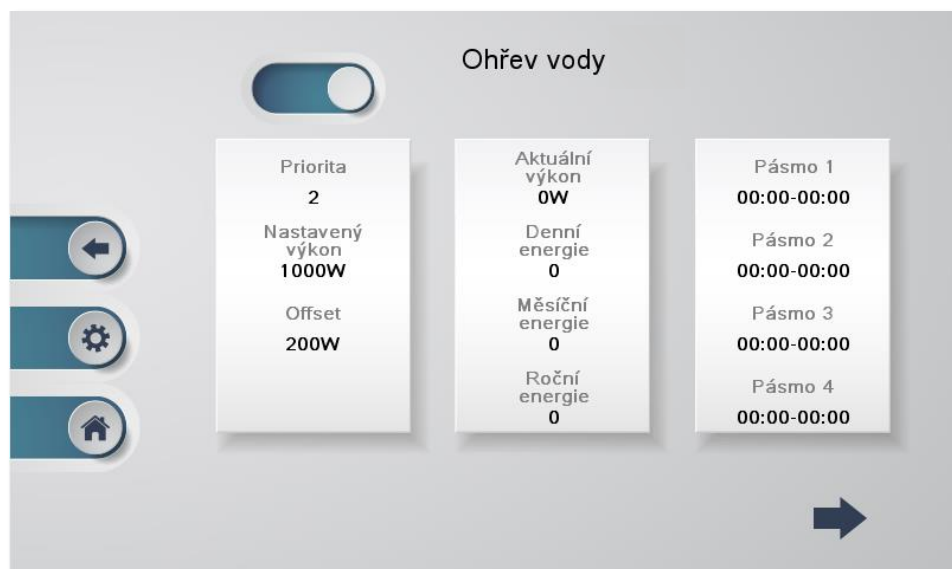 Ohřev vody
Priorita
2
Nastavený
výkon
1000W
Offset
200W
Aktuální
výkon
0W
Denní
energie
0
Měsíční
energie
0
Roční
energie
0
Pásmo 1
00:00-00:00
Pásmo 2
00:00-00:00
Pásmo 3
00:00-00:00
Pásmo 4
00:00-00:00